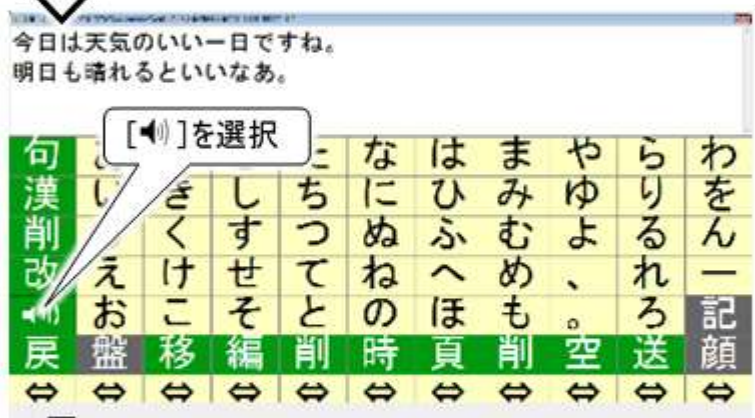 今日は天気のいい一日ですね。
明日も晴れるといいなあ。
[🔊]を選択
句 な は ま や ら わ
漢 い き し ち に ひ み ゆ り を
削 く す つ ぬ ふ む よ る ん
改 え け せ て ね へ め 、 れ ー
🔊 お こ そ と の ほ も 。 ろ 記
戻 盤 移 編 削 時 頁 削 空 送 顔
⇔ ⇔ ⇔ ⇔ ⇔ ⇔ ⇔ ⇔ ⇔ ⇔ ⇔